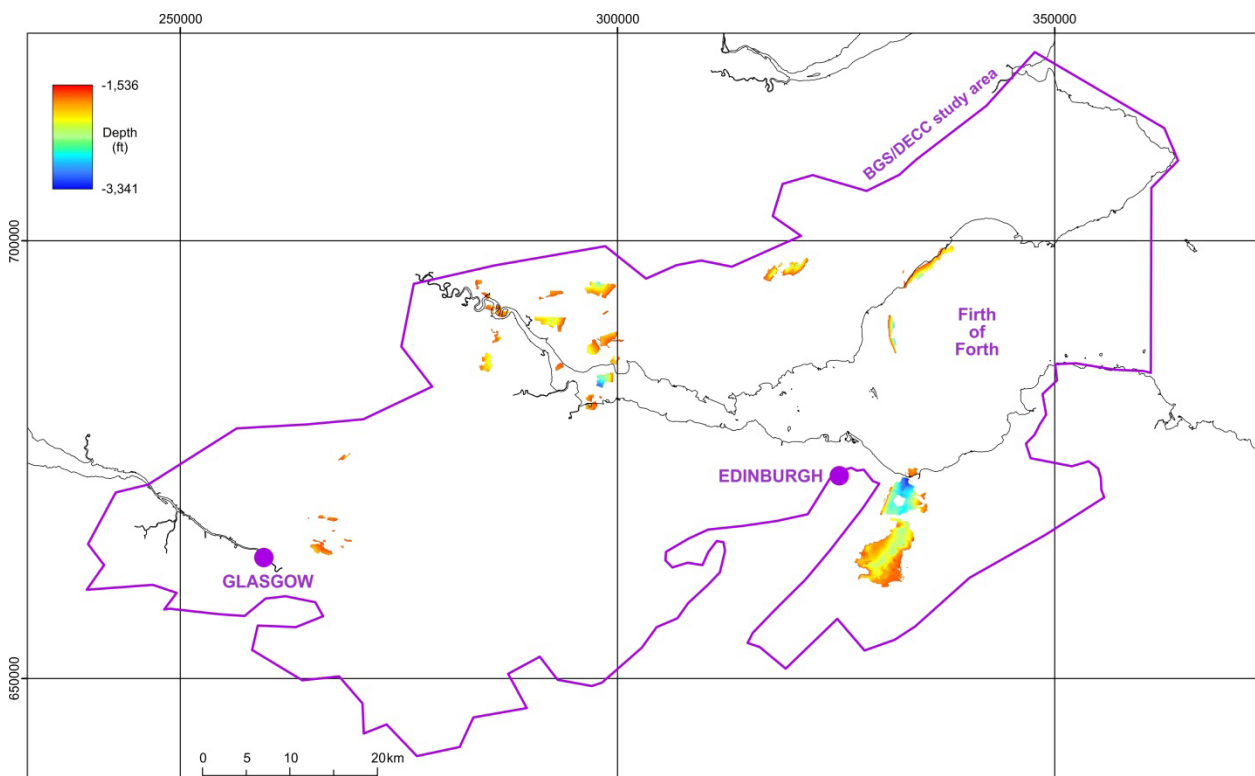 250000
300000
350000
-1,536
Depth
(ft)
-3,341
BGS/DECC study area
700000
Firth
of
Forth
EDINBURGH
GLASGOW
650000
0 5 10 20km